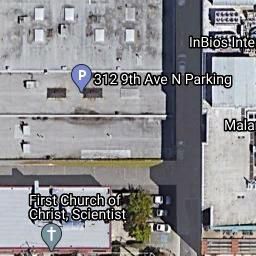 InBios Inte
P
312 9th Ave N Parking
Mala
First Church of
Christ, Scientist